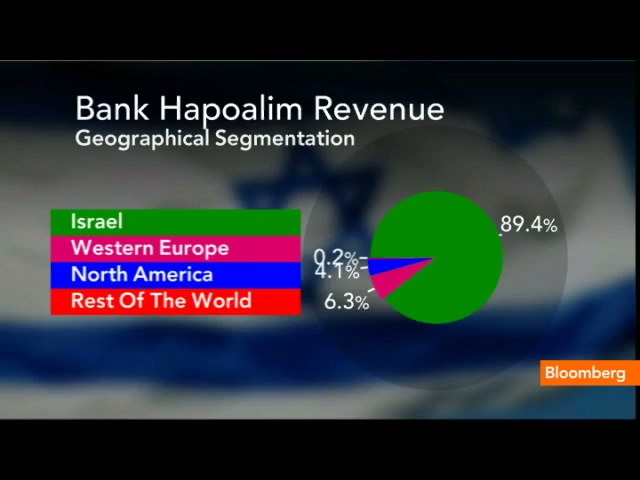 Bank Hapoalim Revenue
Geographical Segmentation
Israel
Western Europe
North America
Rest Of The World
89.4%
0.2%
4.1%
6.3%
Bloomberg